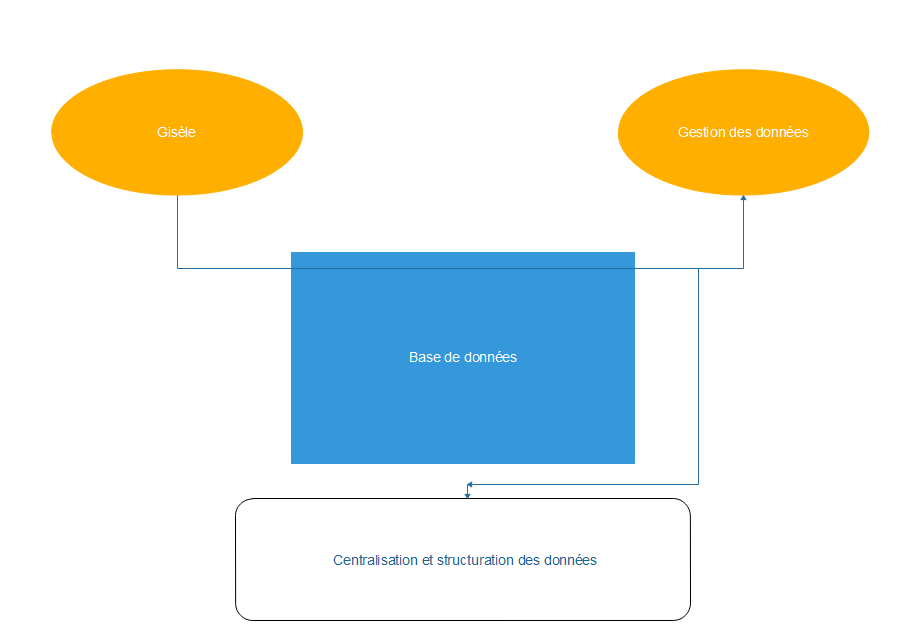 Gisèle
Gestion des données
Base de données
Centralisation et structuration des données